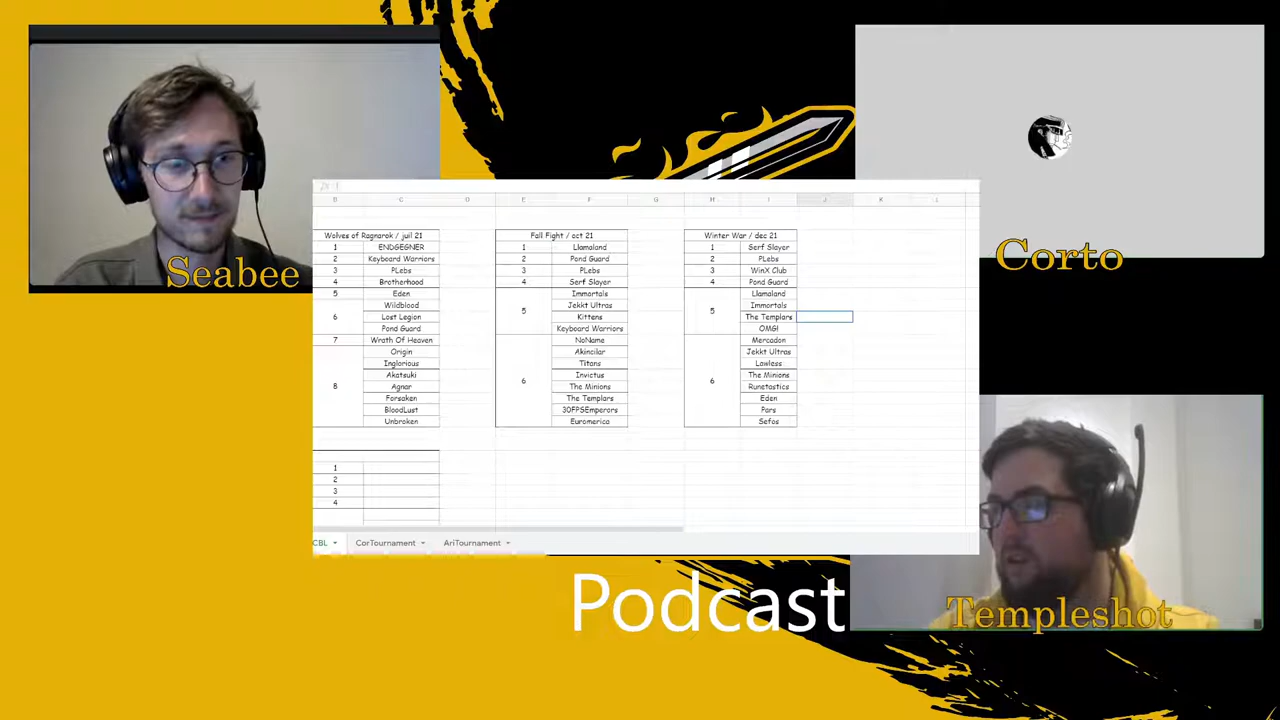 Seabee
Corto
Templeshot
Podcast
B C D E F G H I J K L
Wolves of Ragnarok / juil 21
1 ENDGEGNER
2 Keyboard Warriors
3 PLebs
4 Brotherhood
5 Eden
6 Wildblood
Lost Legion
Pond Guard
7 Wrath Of Heaven
8 Origin
Inglorious
Akatsuki
Agnar
Forsaken
BloodLust
Unbroken
Fall Fight / oct 21
1 Llamaland
2 Pond Guard
3 PLebs
4 Serf Slayer
5 Immortals
Jekkt Ultras
Kittens
Keyboard Warriors
6 NoName
Akincilar
Titans
Invictus
The Minions
The Templars
30FPSEmperors
Euromerica
Winter War / dec 21
1 Serf Slayer
2 PLebs
3 WinX Club
4 Pond Guard
5 Llamaland
Immortals
The Templars
OMG!
6 Mercadon
Jekkt Ultras
Lawless
The Minions
Runetastics
Eden
Pars
Sefos
1
2
3
4
CBL CorTournament AriTournament